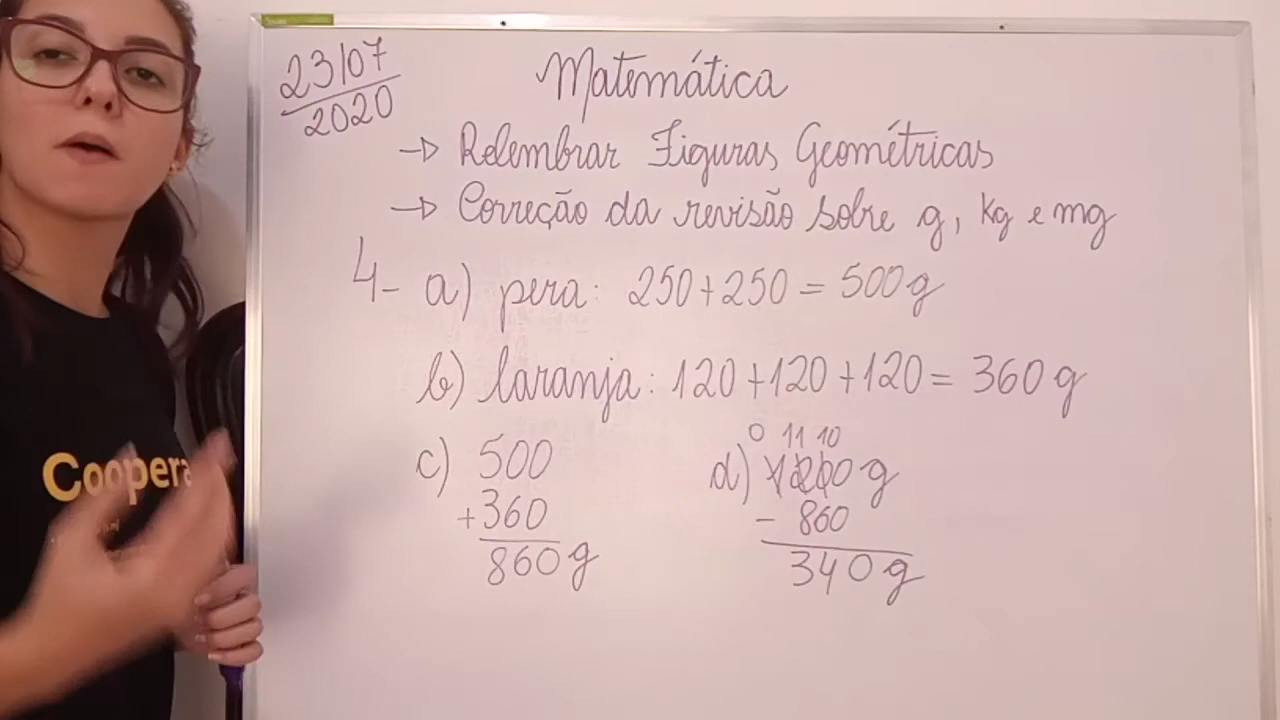 23/07
2020
Matemática
→ Relembrar Figuras Geométricas
→ Correção da revisão sobre g, kg e mg
4- a) pera: 250+250 = 500g
b) laranja: 120+120+120= 360g
c) 500
+360
860g
0 11 10
d) 1200g
- 860
340g
Coopera